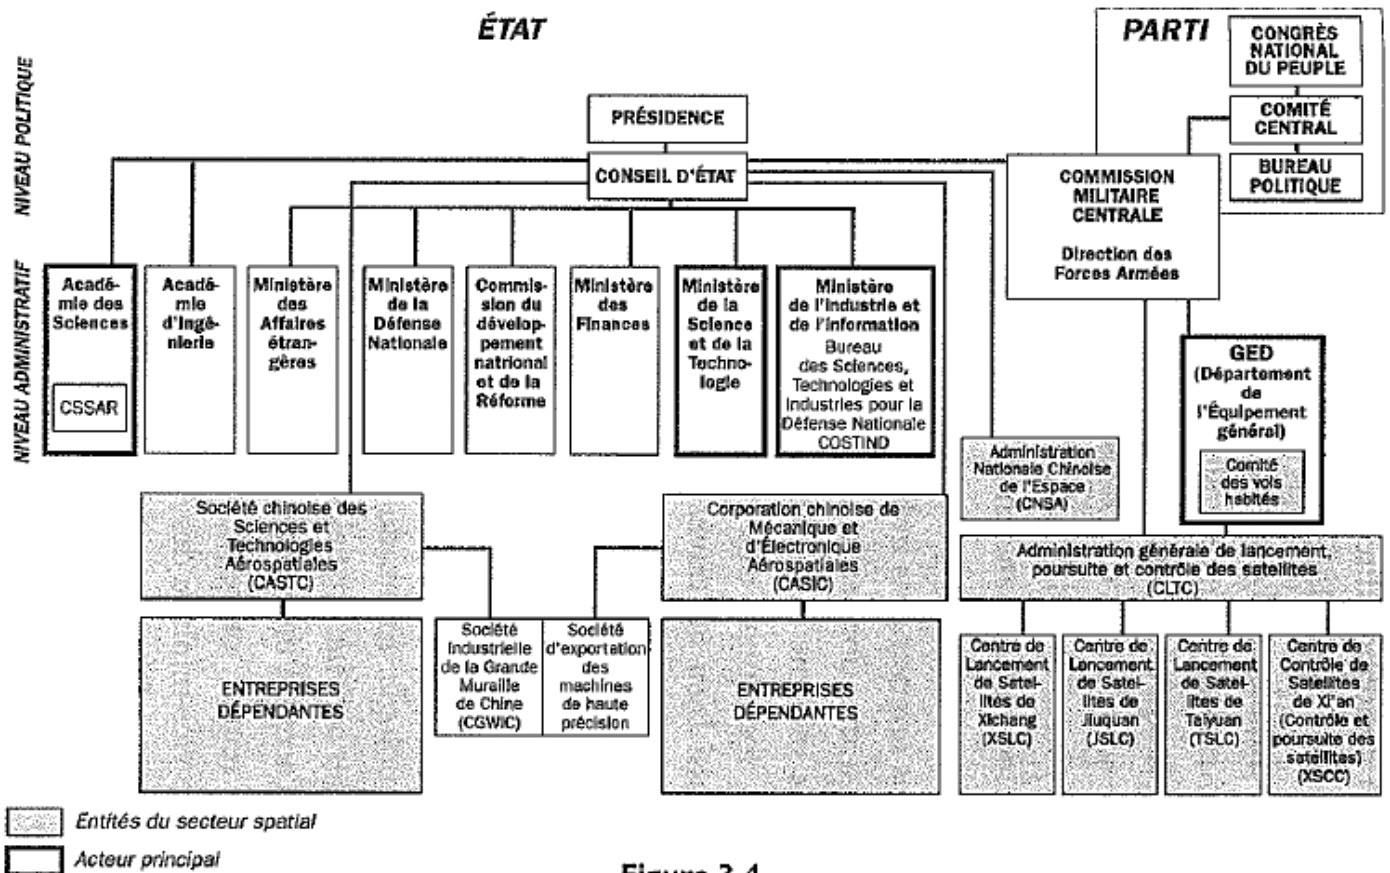 ÉTAT
PARTI
CONGRÈS
NATIONAL
DU PEUPLE
COMITÉ
CENTRAL
BUREAU
POLITIQUE
NIVEAU POLITIQUE
PRÉSIDENCE
CONSEIL D'ÉTAT
COMMISSION
MILITAIRE
CENTRALE
Direction des
Forces Armées
NIVEAU ADMINISTRATIF
Acadé-
mie des
Sciences
CSSAR
Acadé-
mie
d'Ingé-
nierie
Ministère
des
Affaires
étran-
gères
Ministère
de la
Défense
Nationale
Commis-
sion du
dévelop-
pement
natrional
et de la
Réforme
Ministère
des
Finances
Ministère
de la
Science
et de la
Techno-
logie
Ministère
de l'Industrie et
de l'Information
Bureau
des Sciences,
Technologies et
Industries pour la
Défense Nationale
COSTIND
GED
(Département
de
l'Équipement
général)
Comité
des vols
habités
Administration
Nationale Chinoise
de l'Espace
(CNSA)
Société chinoise des
Sciences et
Technologies
Aérospatiales
(CASTC)
Corporation chinoise de
Mécanique et
d'Électronique
Aérospatiales
(CASIC)
Administration générale de lancement,
poursuite et contrôle des satellites
(CLTC)
ENTREPRISES
DÉPENDANTES
Société
Industrielle
de la Grande
Muraille
de Chine
(CGWIC)
Société
d'exportation
des
machines
de haute
précision
ENTREPRISES
DÉPENDANTES
Centre de
Lancement
de Satel-
lites de
Xichang
(XSLC)
Centre de
Lancement
de Satel-
lites de
Jiuquan
(JSLC)
Centre de
Lancement
de Satel-
lites de
Taiyuan
(TSLC)
Centre de
Contrôle de
Satellites
de Xi'an
(Contrôle et
poursuite des
satellites)
(XSCC)
Entités du secteur spatial
Acteur principal